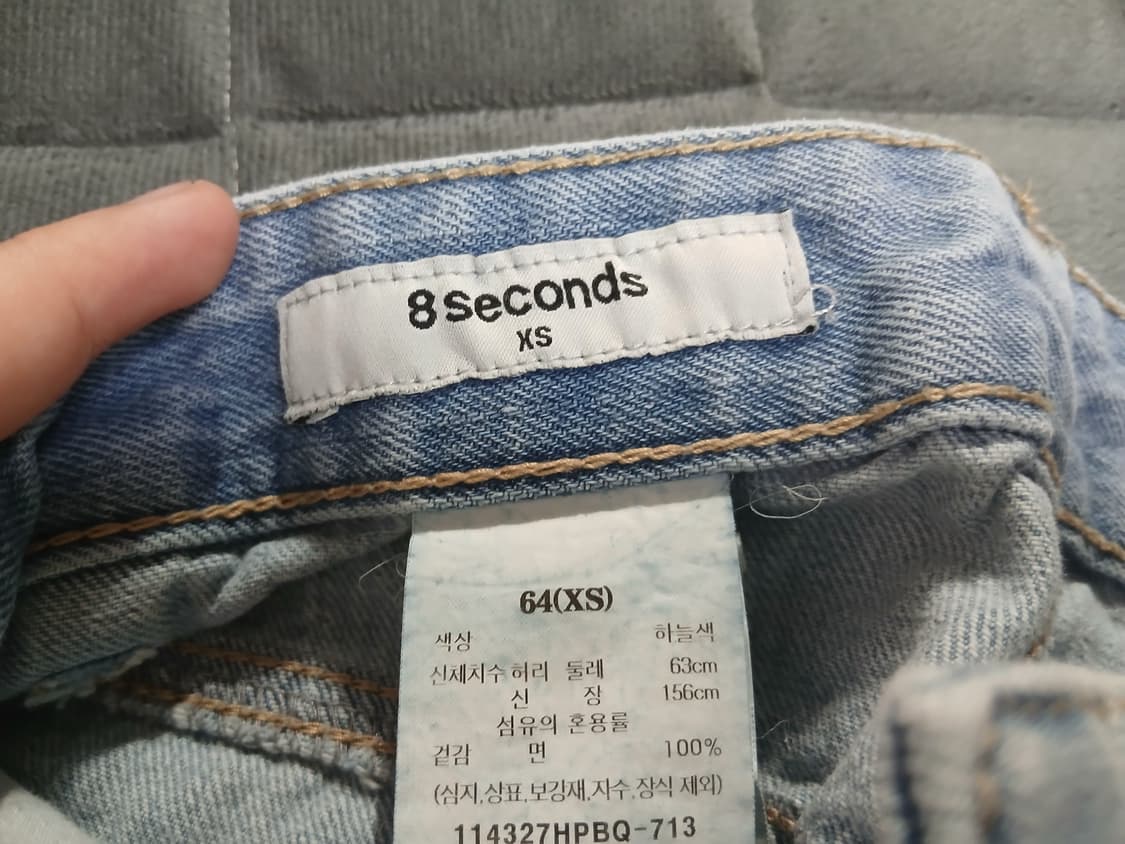 8seconds
XS
64(XS)
색상 하늘색
신체치수 허리 둘레 63cm
신 장 156cm
섬유의 혼용률
겉감 면 100%
(심지,상표,보강재,자수,장식 제외)
114327HPBQ-713